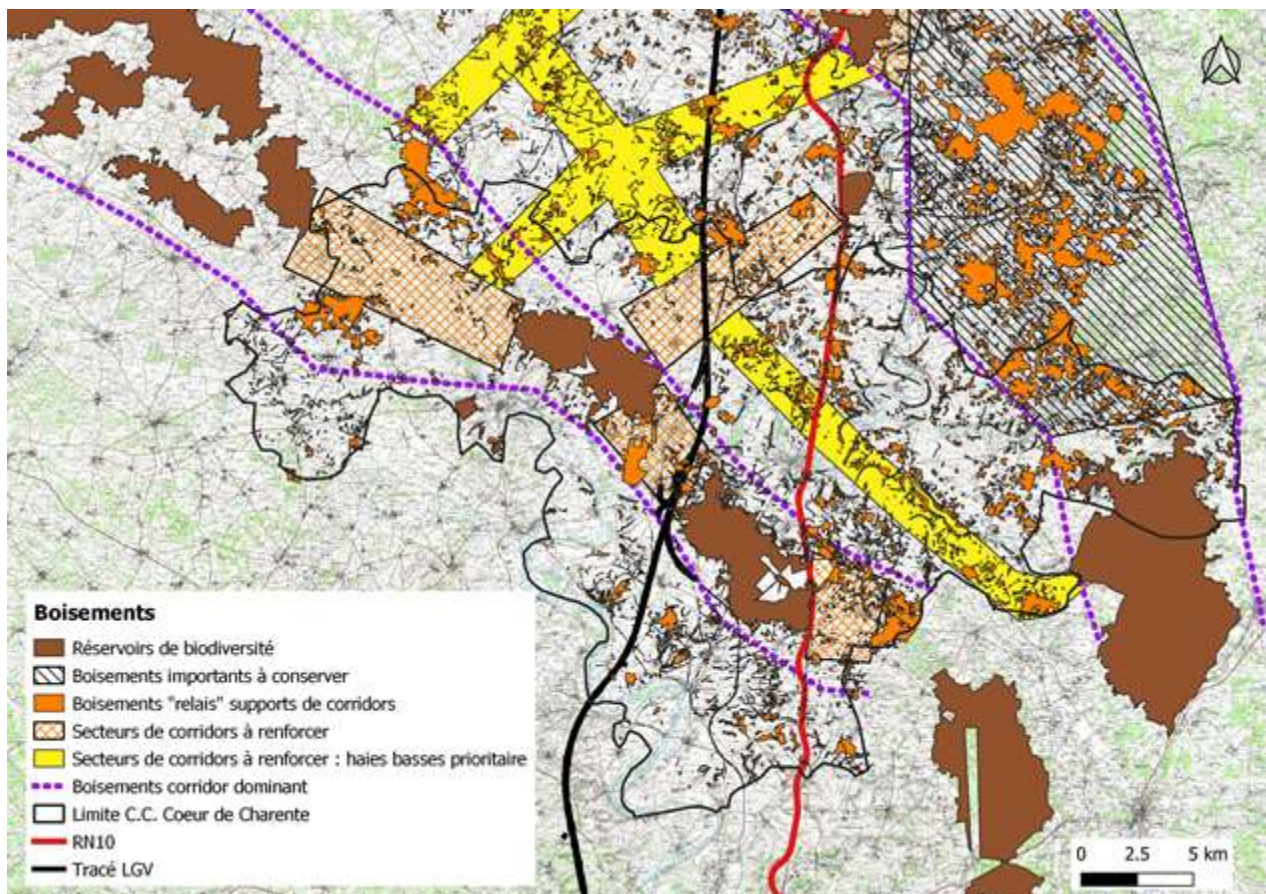 Boisements
Réservoirs de biodiversité
Boisements importants à conserver
Boisements "relais" supports de corridors
Secteurs de corridors à renforcer
Secteurs de corridors à renforcer : haies basses prioritaire
Boisements corridor dominant
Limite C.C. Coeur de Charente
RN10
Tracé LGV
0 2.5 5 km